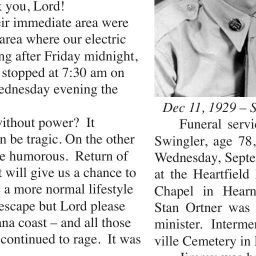 you, Lord!
eir immediate area were
area where our electric
ng after Friday midnight,
stopped at 7:30 am on
ednesday evening the
without power? It
n be tragic. On the other
e humorous. Return of
t will give us a chance to
a more normal lifestyle
escape but Lord please
ana coast – and all those
continued to rage. It was
Dec 11, 1929 – S
Funeral servi
Swingler, age 78,
Wednesday, Septe
at the Heartfield
Chapel in Hearn
Stan Ortner was
minister. Interme
ville Cemetery in